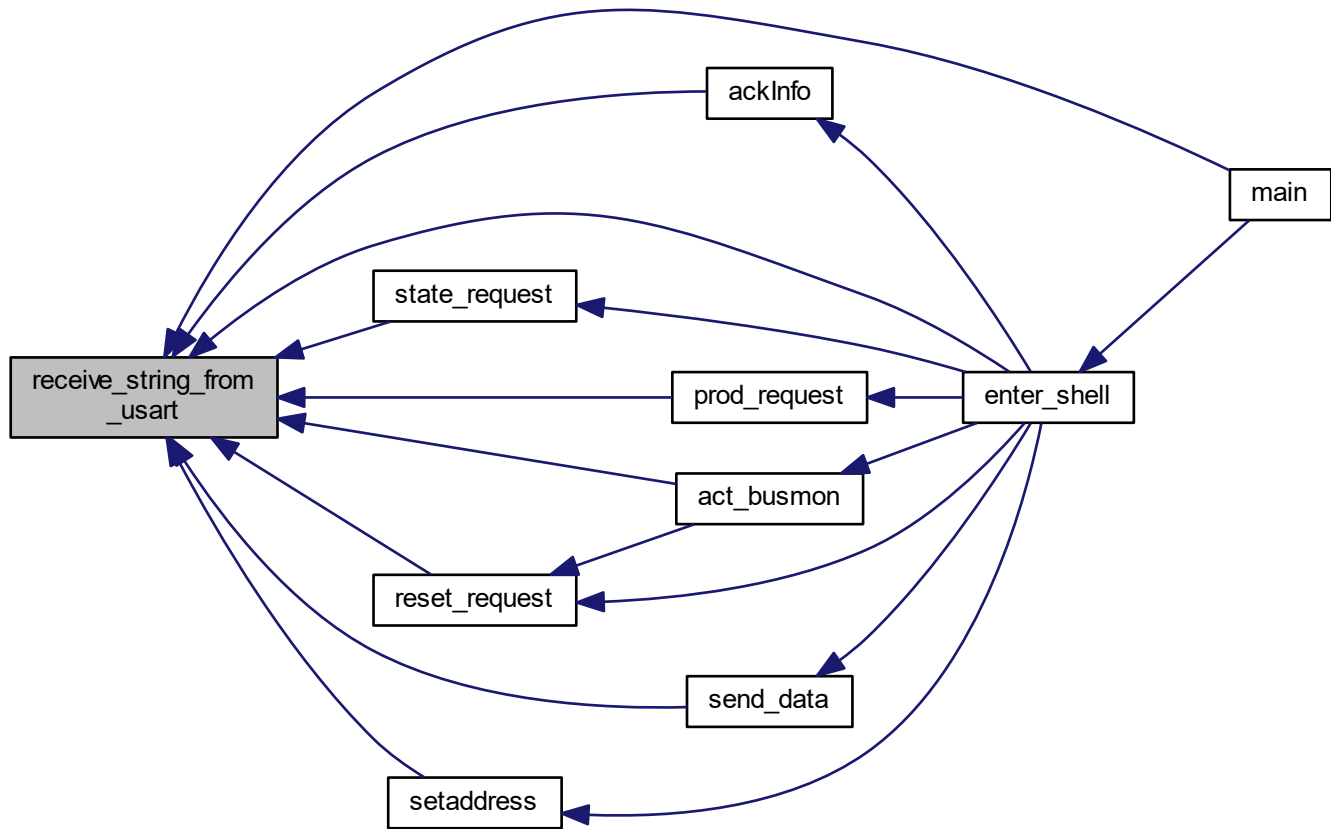 ackInfo
main
state_request
receive_string_from
_usart
prod_request
enter_shell
act_busmon
reset_request
send_data
setaddress